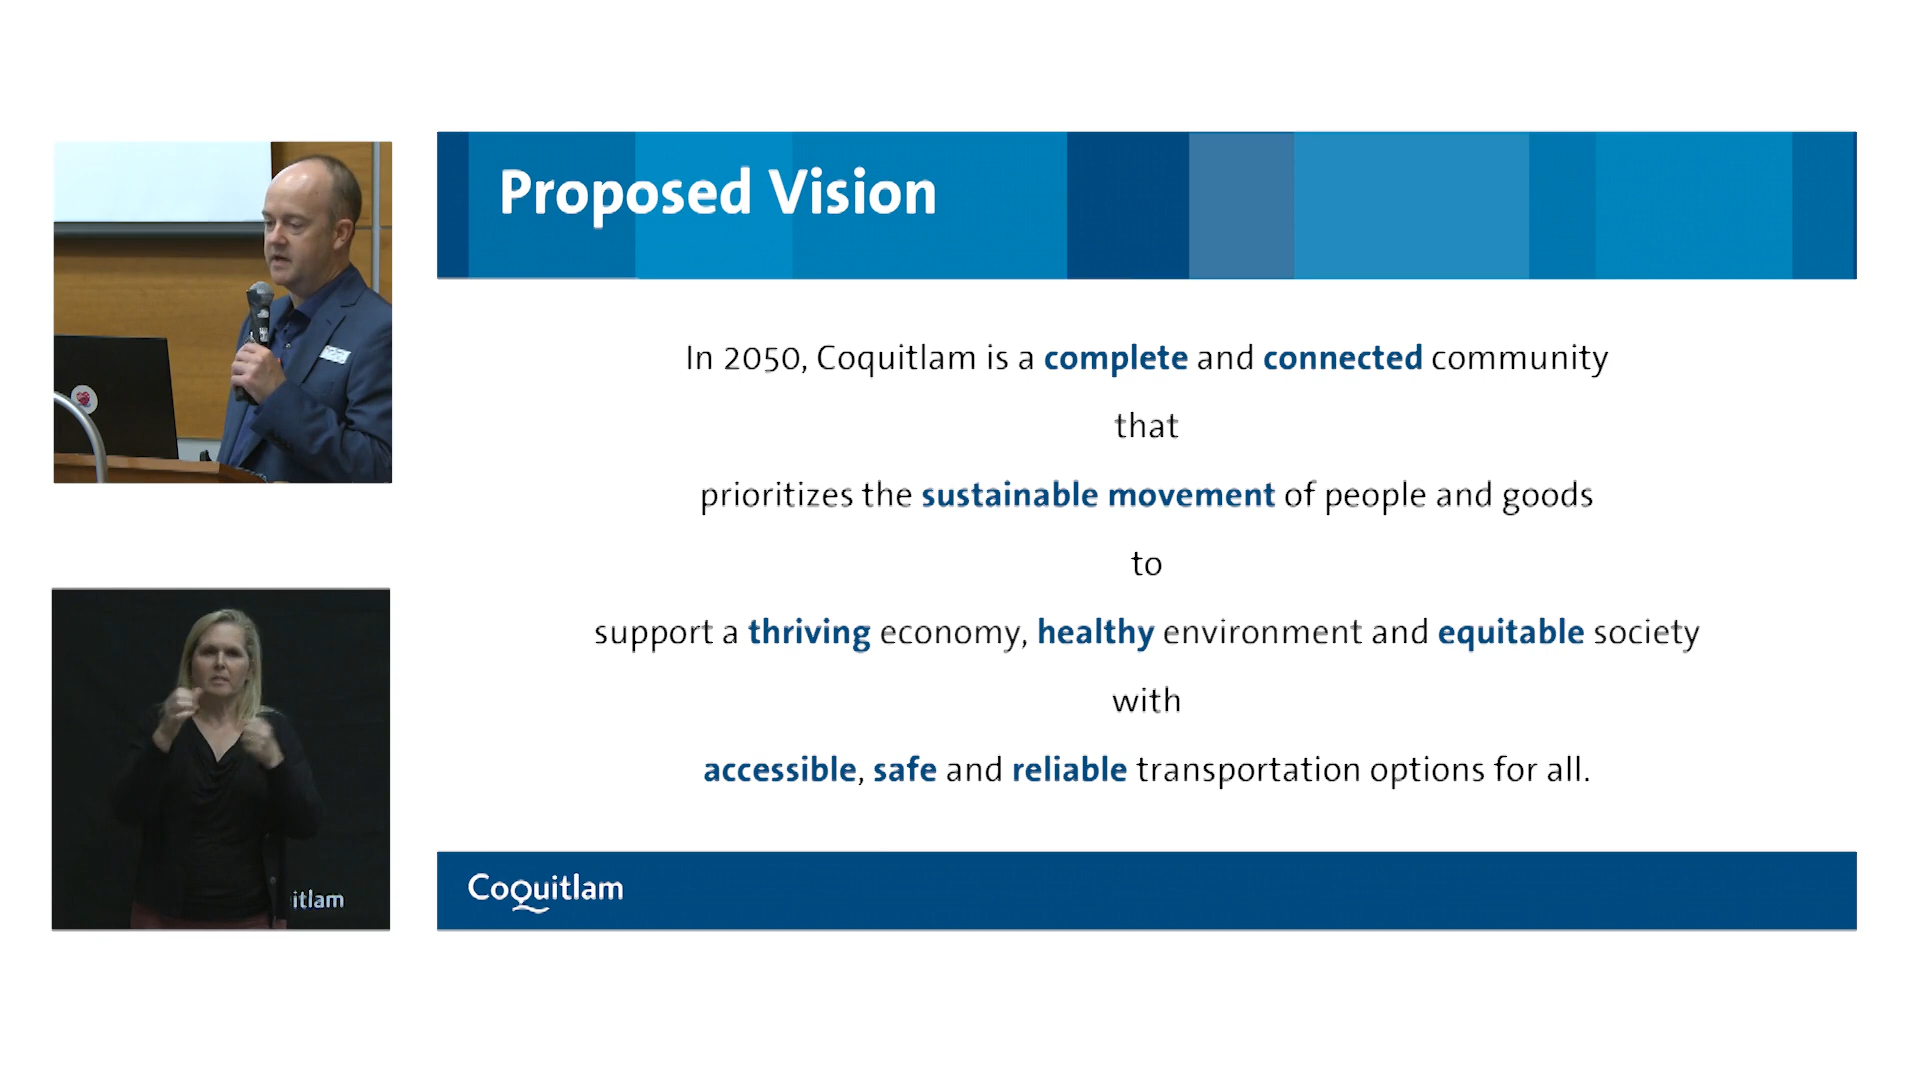 Proposed Vision
In 2050, Coquitlam is a complete and connected community
that
prioritizes the sustainable movement of people and goods
to
support a thriving economy, healthy environment and equitable society
with
accessible, safe and reliable transportation options for all.
itlam
Coquitlam